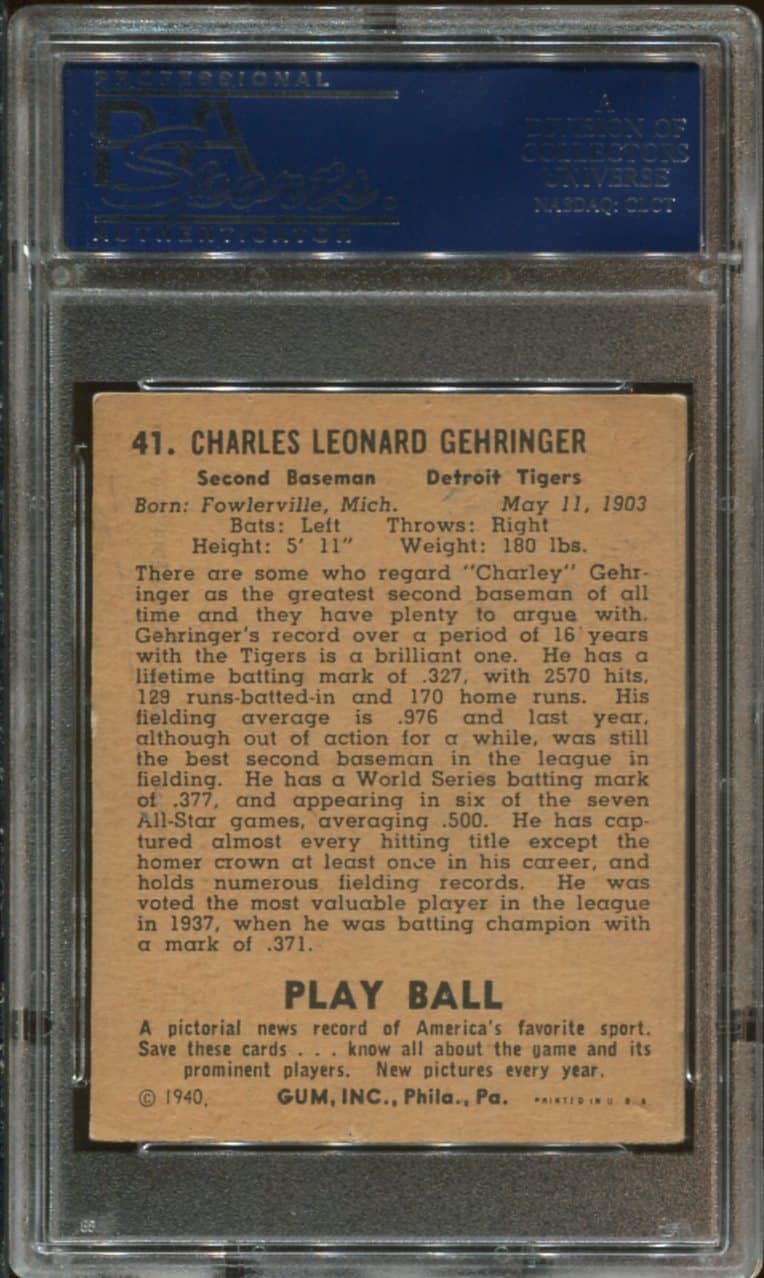 PROFESSIONAL
PSA
Sports
AUTHENTICATOR
A
DIVISION OF
COLLECTORS
UNIVERSE
NASDAQ: CLCT
41. CHARLES LEONARD GEHRINGER
Second Baseman Detroit Tigers
Born: Fowlerville, Mich. May 11, 1903
Bats: Left Throws: Right
Height: 5' 11" Weight: 180 lbs.
There are some who regard "Charley" Gehr-
inger as the greatest second baseman of all
time and they have plenty to argue with.
Gehringer's record over a period of 16 years
with the Tigers is a brilliant one. He has a
lifetime batting mark of .327, with 2570 hits,
129 runs-batted-in and 170 home runs. His
fielding average is .976 and last year,
although out of action for a while, was still
the best second baseman in the league in
fielding. He has a World Series batting mark
of .377, and appearing in six of the seven
All-Star games, averaging .500. He has cap-
tured almost every hitting title except the
homer crown at least once in his career, and
holds numerous fielding records. He was
voted the most valuable player in the league
in 1937, when he was batting champion with
a mark of .371.
PLAY BALL
A pictorial news record of America's favorite sport.
Save these cards . . . know all about the game and its
prominent players. New pictures every year.
© 1940, GUM, INC., Phila., Pa. PRINTED IN U. S. A.